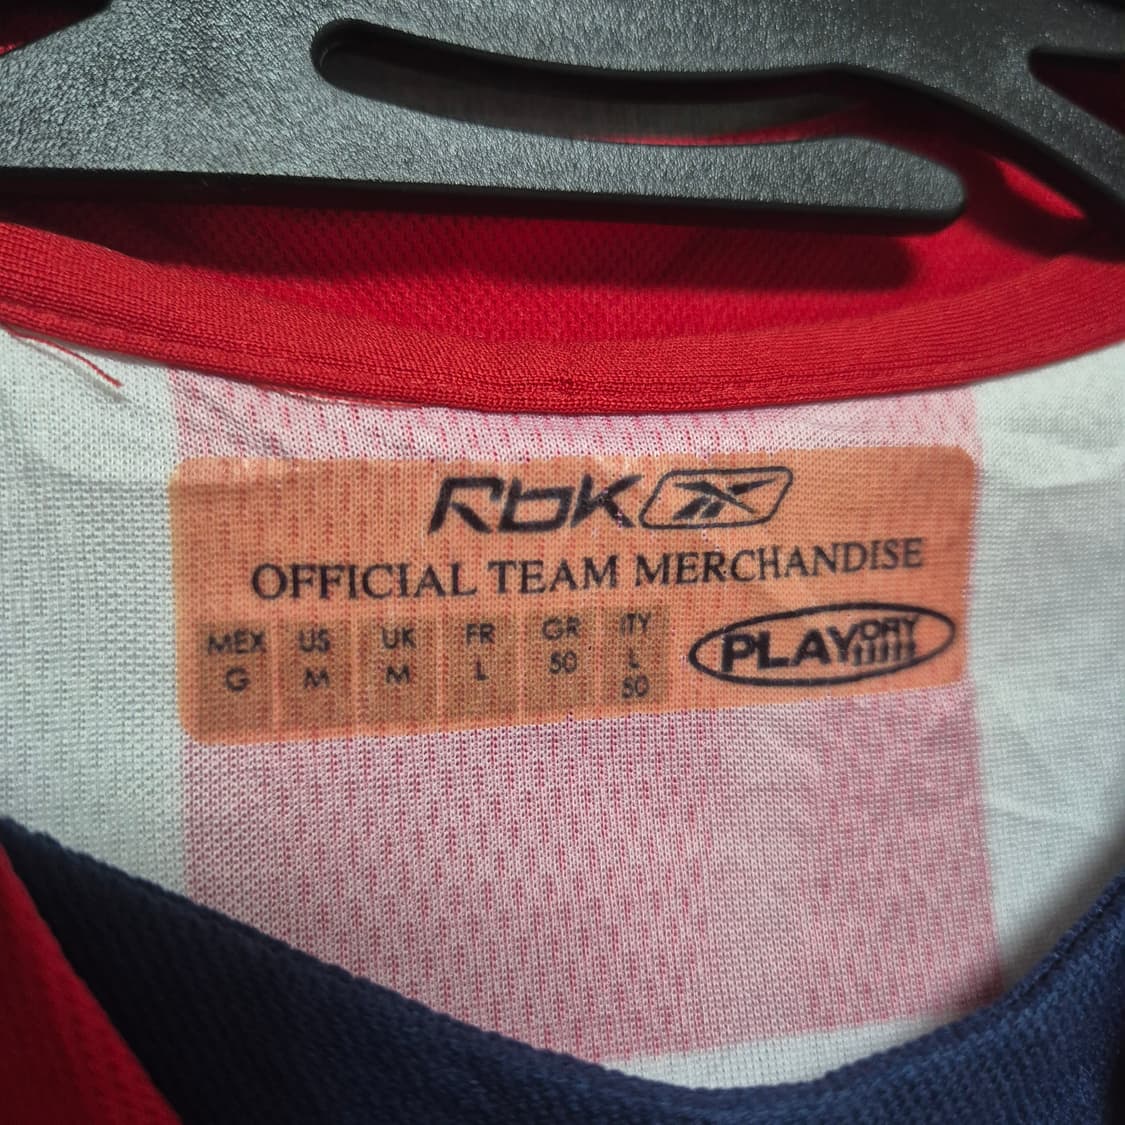 Rbk
OFFICIAL TEAM MERCHANDISE
MEX US UK FR GR ITY
G M M L 50 L
50
PLAYDRY